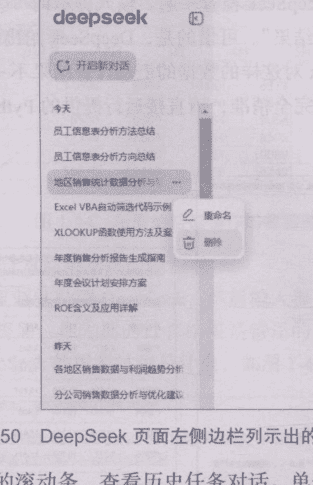 deepseek
开启新对话
今天
员工信息表分析方法总结
员工信息表分析方向总结
地区销售统计数据分析与
Excel VBA自动筛选代码示例
重命名
XLOOKUP函数使用方法及案
删除
年度销售分析报告生成指南
年度会议计划安排方案
ROE含义及应用详解
昨天
各地区销售数据与利润趋势分析
分公司销售数据分析与优化建议
50 DeepSeek 页面左侧边栏列示出的
的滚动条，查看历史任务对话，单